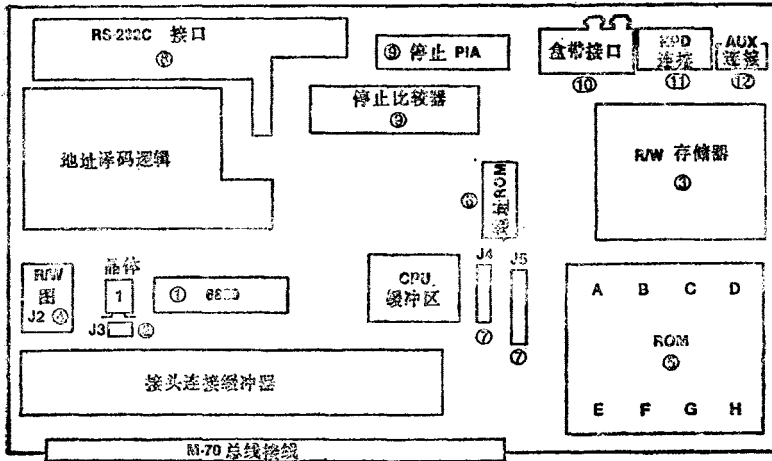 RS-232C 接口
⑧
⑨ 停止 PIA
盒带接口
⑩
KPD
连接
⑪
AUX
连接
⑫
停止比较器
⑨
地址译码逻辑
R/W 存储器
③
⑥
ROM
J4
J5
R/W
图
J2 ④
晶体
1
J3
②
① 6809
CPU
缓冲区
⑦
⑦
A B C D
ROM
⑤
E F G H
接头连接缓冲器
M-70 总线接线